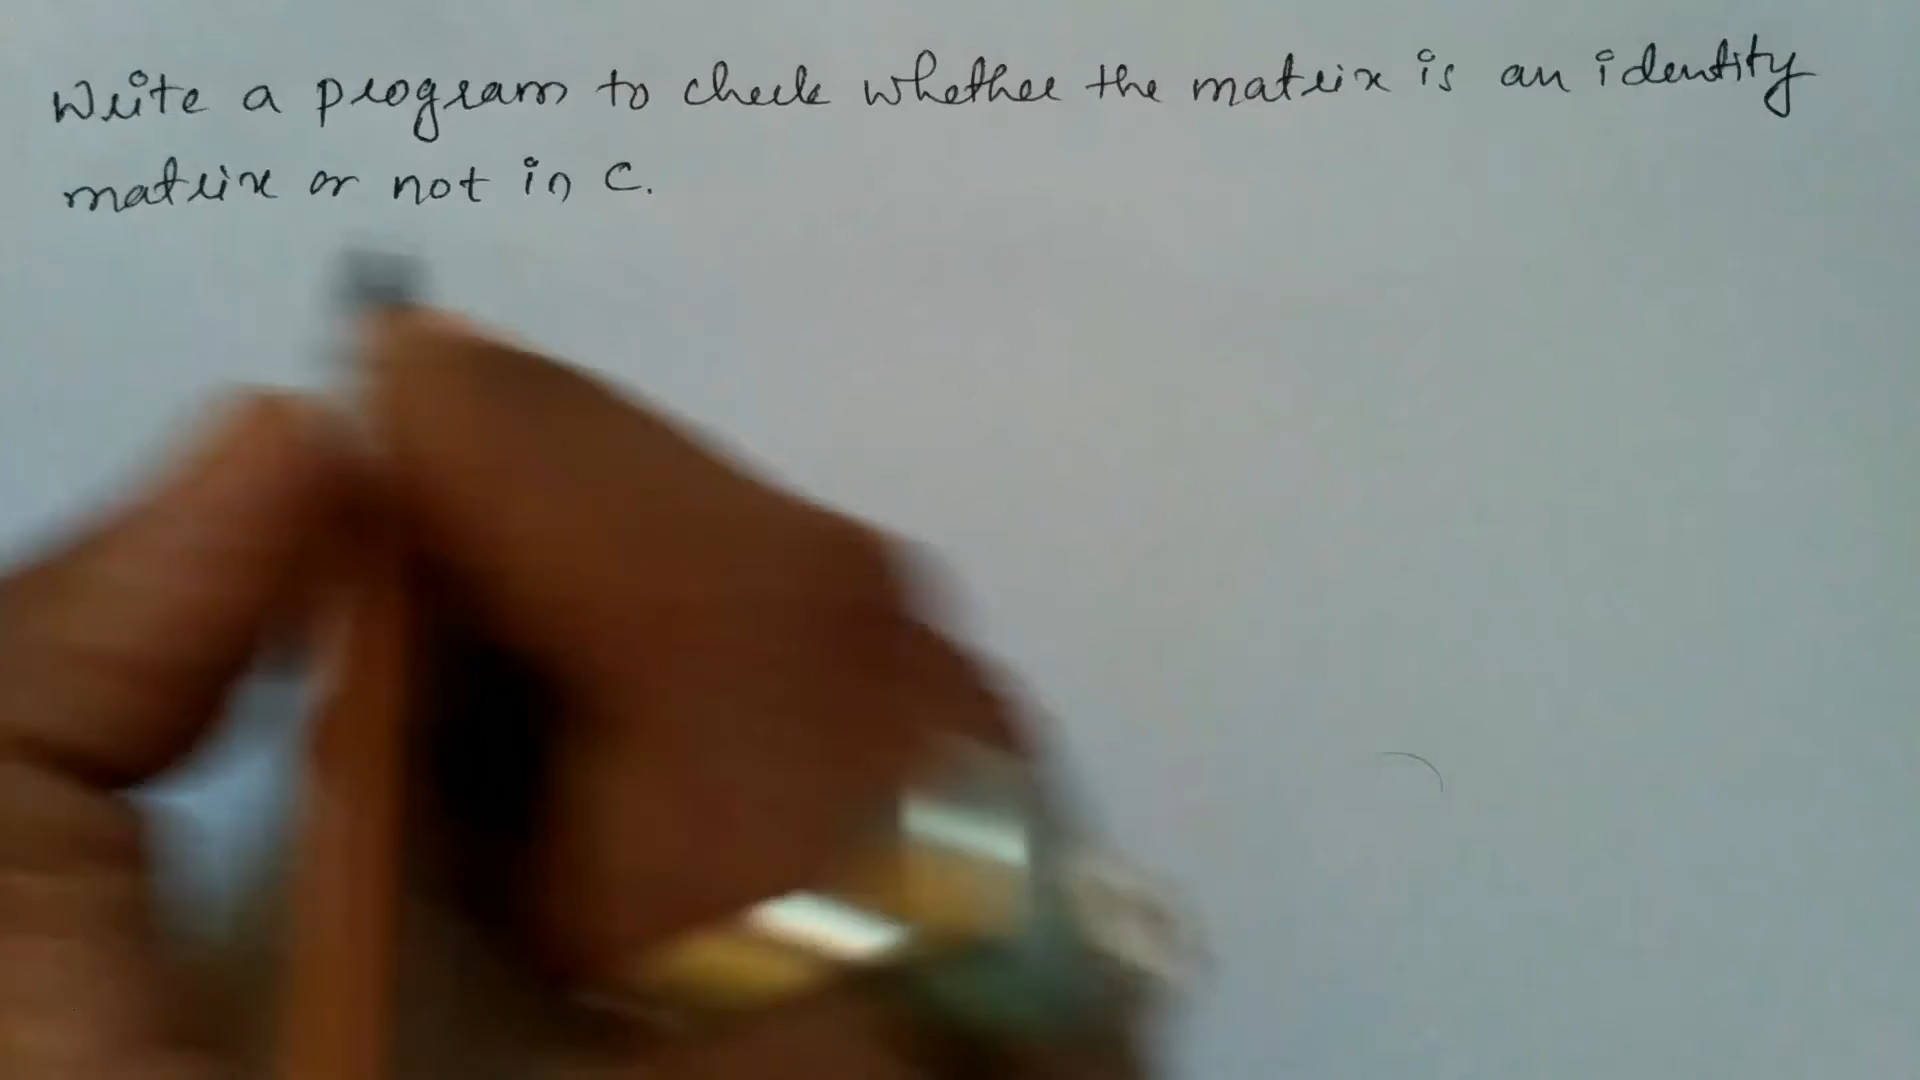 Write a program to check whether the matrix is an identity
matrix or not in C.